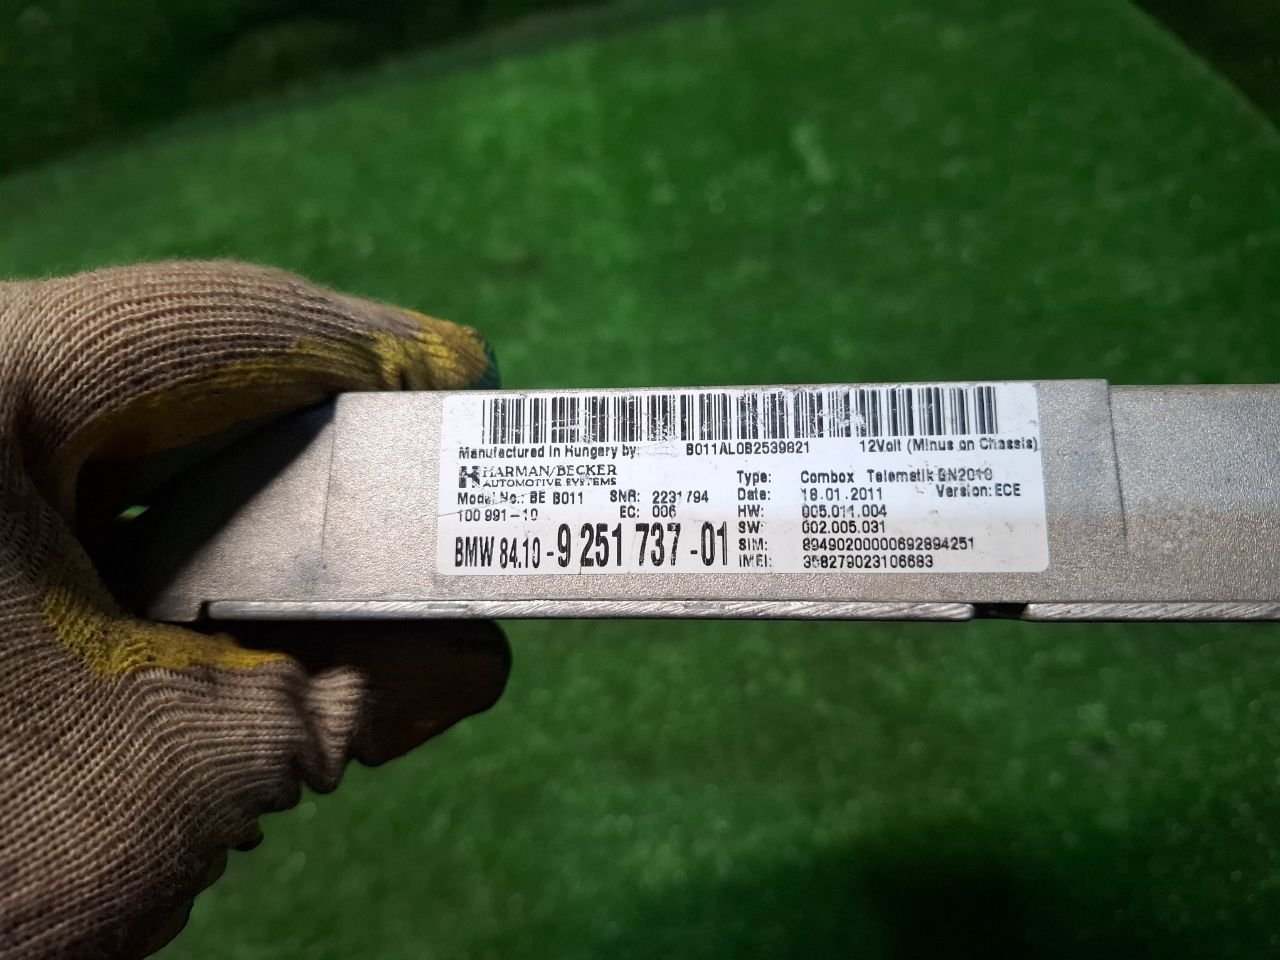 Manufactured in Hungary by: B011AL0B2539821 12Volt (Minus on Chassis)
HARMAN/BECKER
AUTOMOTIVE SYSTEMS
Model No.: BE B011 SNR: 2231794
100 991-10 EC: 006
BMW 84.10 - 9 251 737 - 01
Type: Combox Telematik GN2010
Date: 18.01.2011 Version: ECE
HW: 005.011.004
SW: 002.005.031
SIM: 89490200000692894251
IMEI: 358279023106683